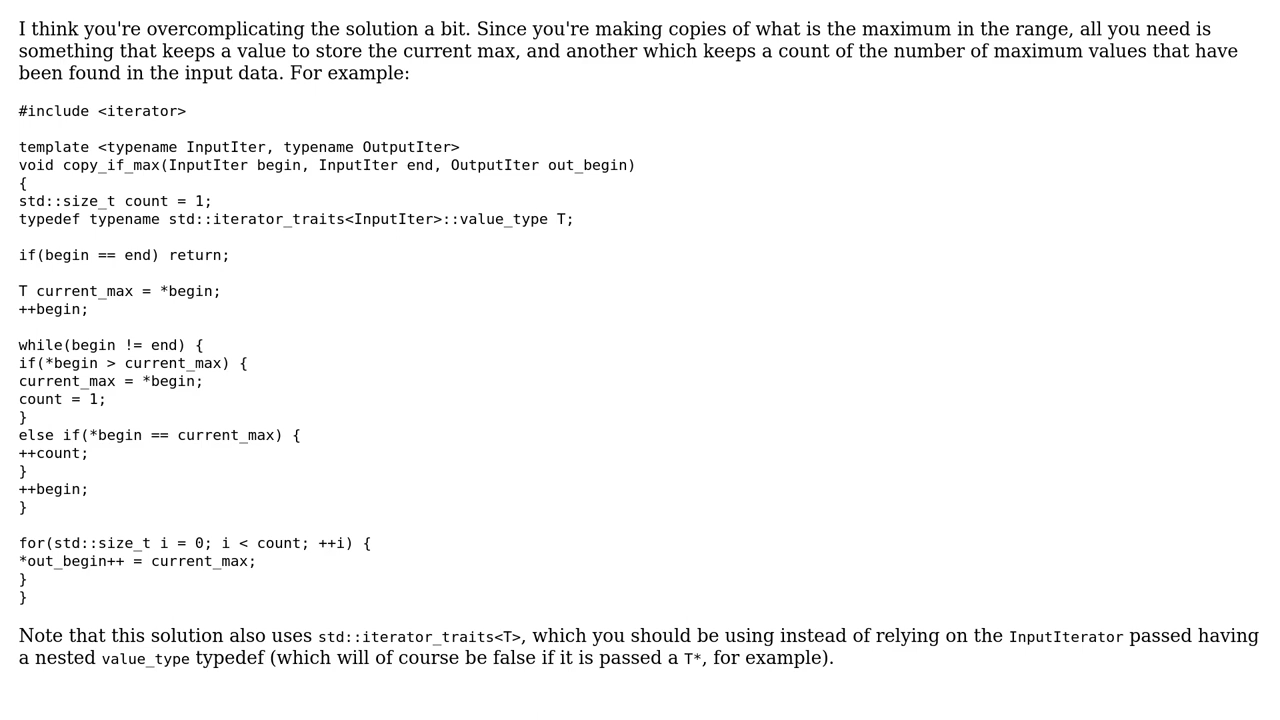 I think you're overcomplicating the solution a bit. Since you're making copies of what is the maximum in the range, all you need is
something that keeps a value to store the current max, and another which keeps a count of the number of maximum values that have
been found in the input data. For example:
#include <iterator>
template <typename InputIter, typename OutputIter>
void copy_if_max(InputIter begin, InputIter end, OutputIter out_begin)
{
std::size_t count = 1;
typedef typename std::iterator_traits<InputIter>::value_type T;
if(begin == end) return;
T current_max = *begin;
++begin;
while(begin != end) {
if(*begin > current_max) {
current_max = *begin;
count = 1;
}
else if(*begin == current_max) {
++count;
}
++begin;
}
for(std::size_t i = 0; i < count; ++i) {
*out_begin++ = current_max;
}
}
Note that this solution also uses std::iterator_traits<T>, which you should be using instead of relying on the InputIterator passed having
a nested value_type typedef (which will of course be false if it is passed a T*, for example).